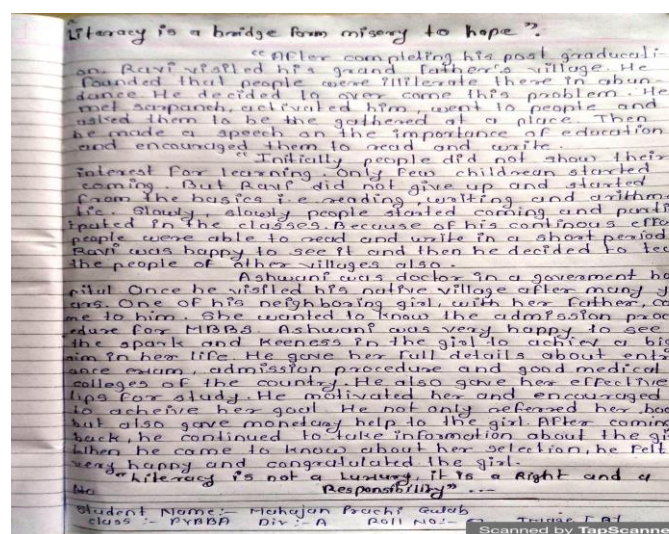 Literacy is a bridge form misery to hope".
"After completing his post graducati-
on. Ravi visited his grand father's village. He
founded that people were illiterate there in abun-
dance. He decided to over come this problem. He
met sarpanch, activated him, went to people and
asked them to be the gathered at a place. Then
he made a speech on the importance of education
and encouraged them to read and write.
"Initially people did not show their
interest for learning. Only few childrean started
coming. But Ravi did not give up and started
from the basics i.e reading, writing and arithme-
tic. Slowly, slowly people started coming and parti
ipated in the classes. Because of his continous effo
people were able to read and write in a short period.
Ravi was happy to see it and then he decided to tea
the people of other villages also.
Ashwani was doctor in a goverment ho
pital Once he visited his native village after many y
ars. One of his neighboring girl, with her father, ca
me to him. She wanted to know the admission proc
edure for MBBS. Ashwani was very happy to see
the spark and keeness in the girl to achiev a big
aim in her life. He gave her full details about entr
ance exam, admission procedure and good medical
colleges of the country. He also gave her effective
tips for study. He motivated her and encouraged
to acheive her goal. He not only referred her boo
but also gave monetary help to the girl. After comin
back, he continued to take information about the gi
When he came to know about her selection, he felt
very happy and congratulated the girl.
"Literacy is not a Luxury, it is a Right and a
Responsibility" ---
Student Name:- Mahajan Prachi Gulab
Class :- FYBBA Div :- A Roll No:-
Scanned by TapScanne